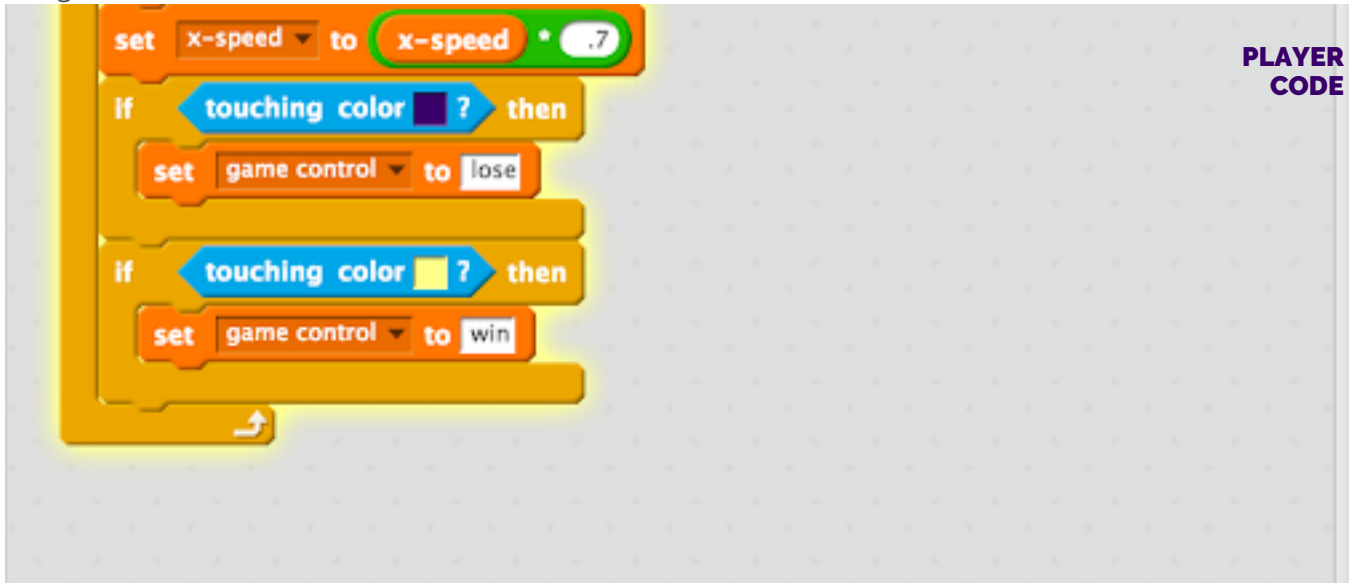 set x-speed to x-speed * .7
PLAYER
CODE
if touching color ? then
set game control to lose
if touching color ? then
set game control to win